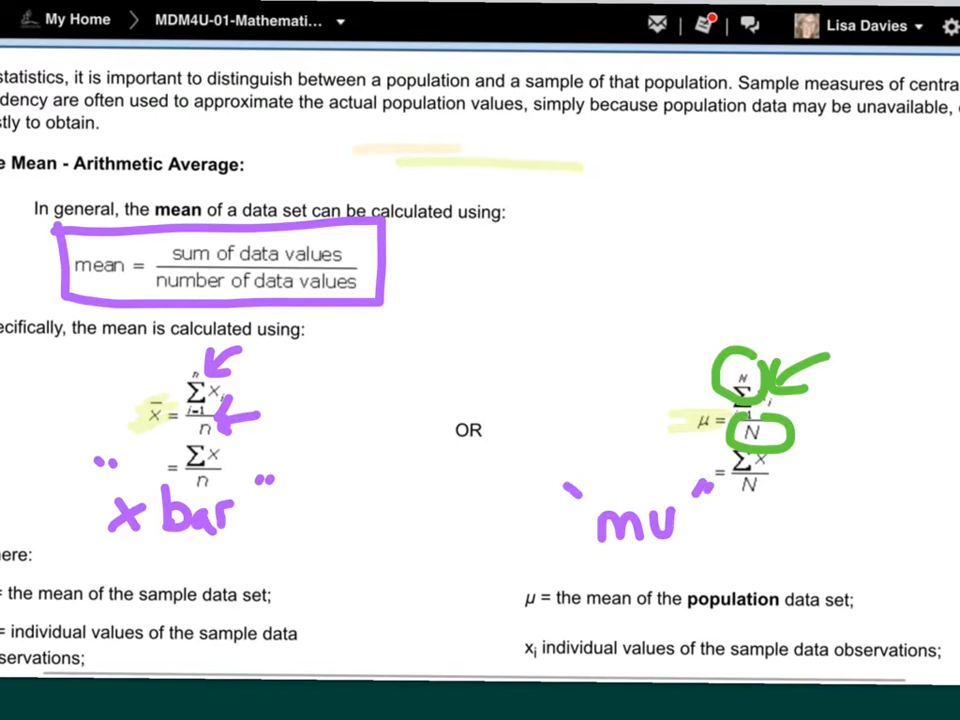 My Home MDM4U-01-Mathemati... Lisa Davies
statistics, it is important to distinguish between a population and a sample of that population. Sample measures of centra
dency are often used to approximate the actual population values, simply because population data may be unavailable,
stly to obtain.
e Mean - Arithmetic Average:
In general, the mean of a data set can be calculated using:
mean = sum of data values
number of data values
ecifically, the mean is calculated using:
n
x̄ = Σxᵢ
i=1
n
= Σx
n
OR
N
μ = Σ i
N
= Σx
N
" x bar "
" mu "
ere:
= the mean of the sample data set;
μ = the mean of the population data set;
= individual values of the sample data
servations;
xᵢ individual values of the sample data observations;